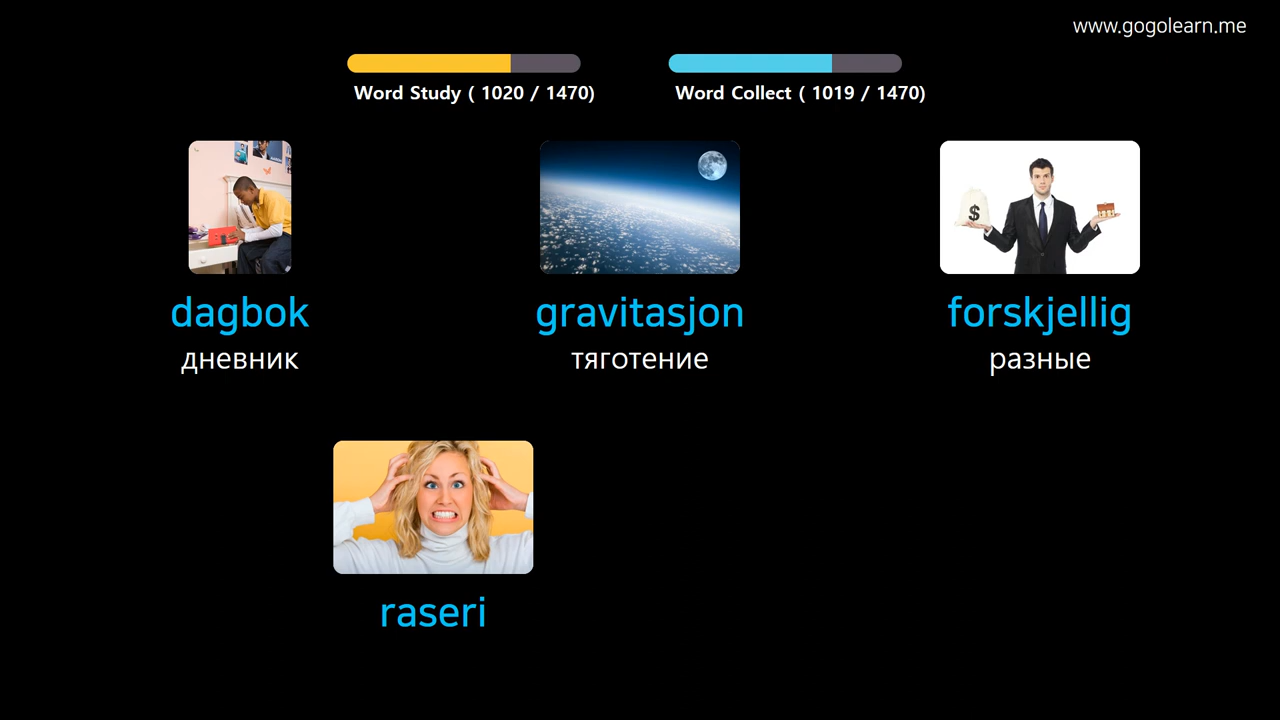 www.gogolearn.me
Word Study ( 1020 / 1470)
Word Collect ( 1019 / 1470)
dagbok
gravitasjon
forskjellig
дневник
тяготение
разные
raseri